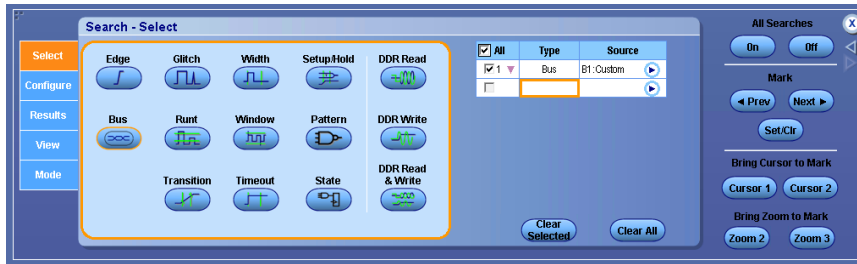 Search - Select
Select
Configure
Results
View
Mode
Edge Glitch Width Setup/Hold DDR Read
Bus Runt Window Pattern DDR Write
Transition Timeout State DDR Read
& Write
All Type Source
1 Bus B1:Custom
Clear
Selected
Clear All
All Searches
On Off
Mark
Prev Next
Set/Clr
Bring Cursor to Mark
Cursor 1 Cursor 2
Bring Zoom to Mark
Zoom 2 Zoom 3
X